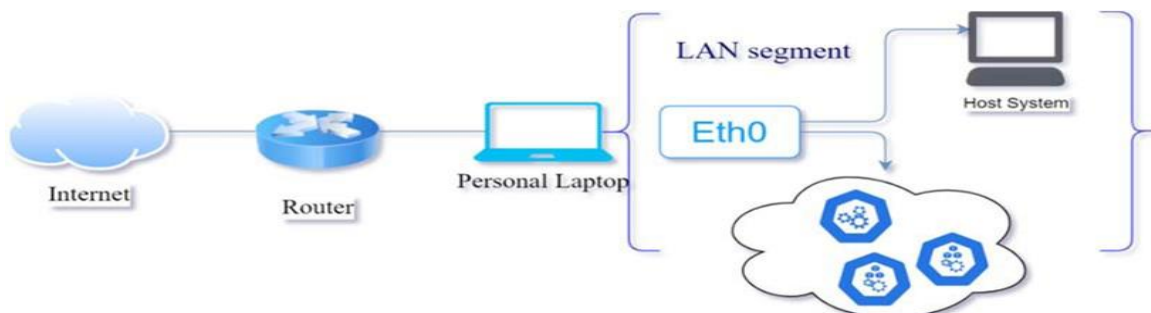 LAN segment
Host System
Eth0
Internet
Router
Personal Laptop